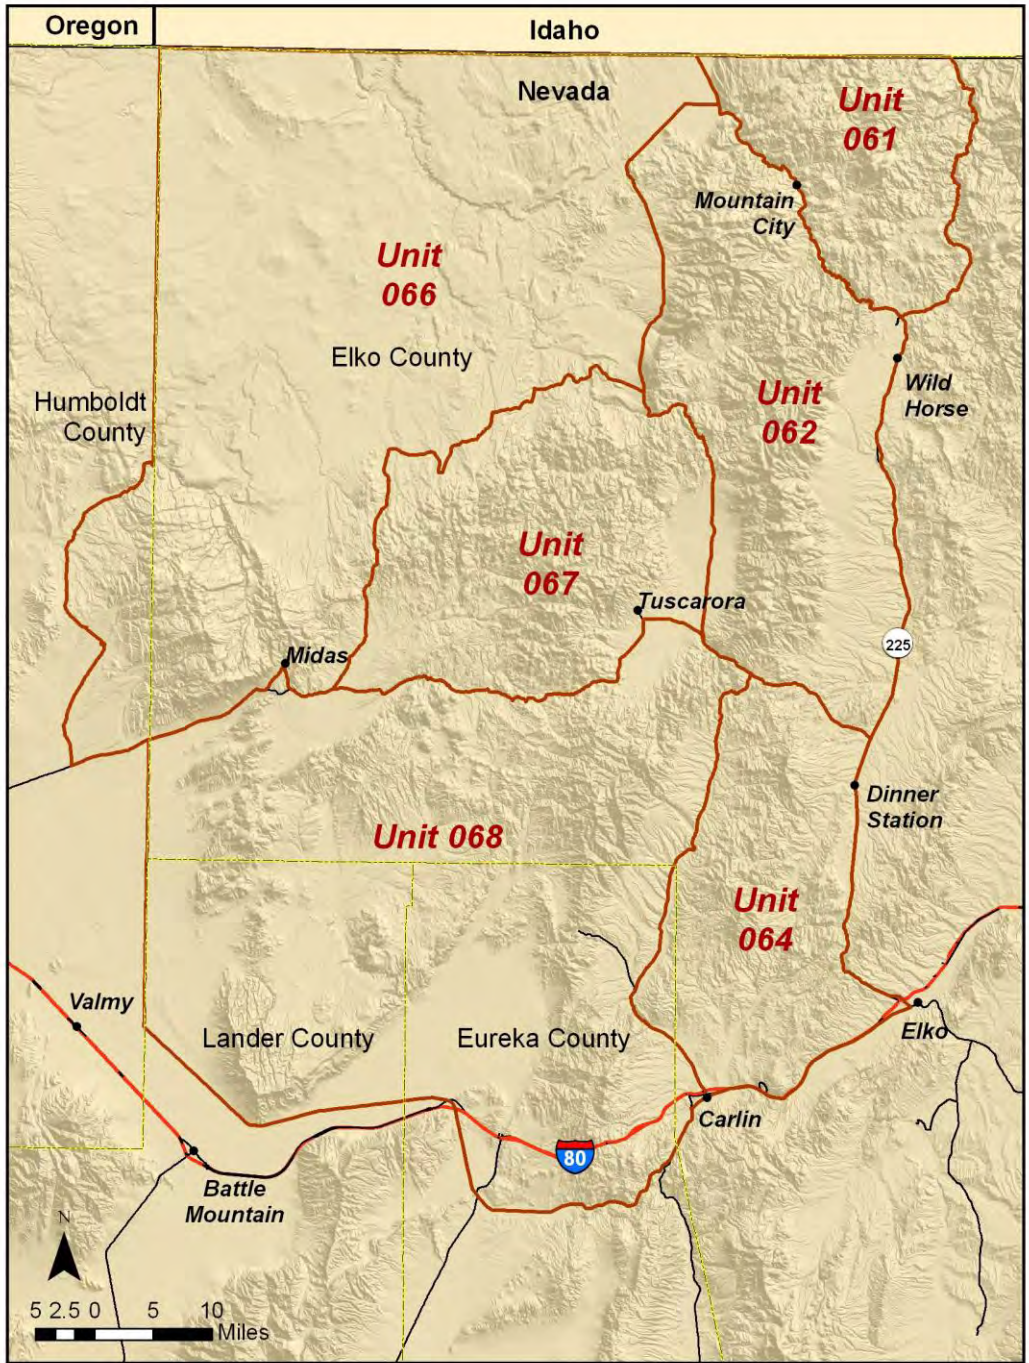 Oregon
Idaho
Nevada
Unit
061
Mountain
City
Unit
066
Elko County
Humboldt
County
Wild
Horse
Unit
062
Unit
067
Tuscarora
Midas
225
Dinner
Station
Unit 068
Unit
064
Valmy
Lander County
Eureka County
Elko
Carlin
80
Battle
Mountain
N
5 2.5 0 5 10
Miles